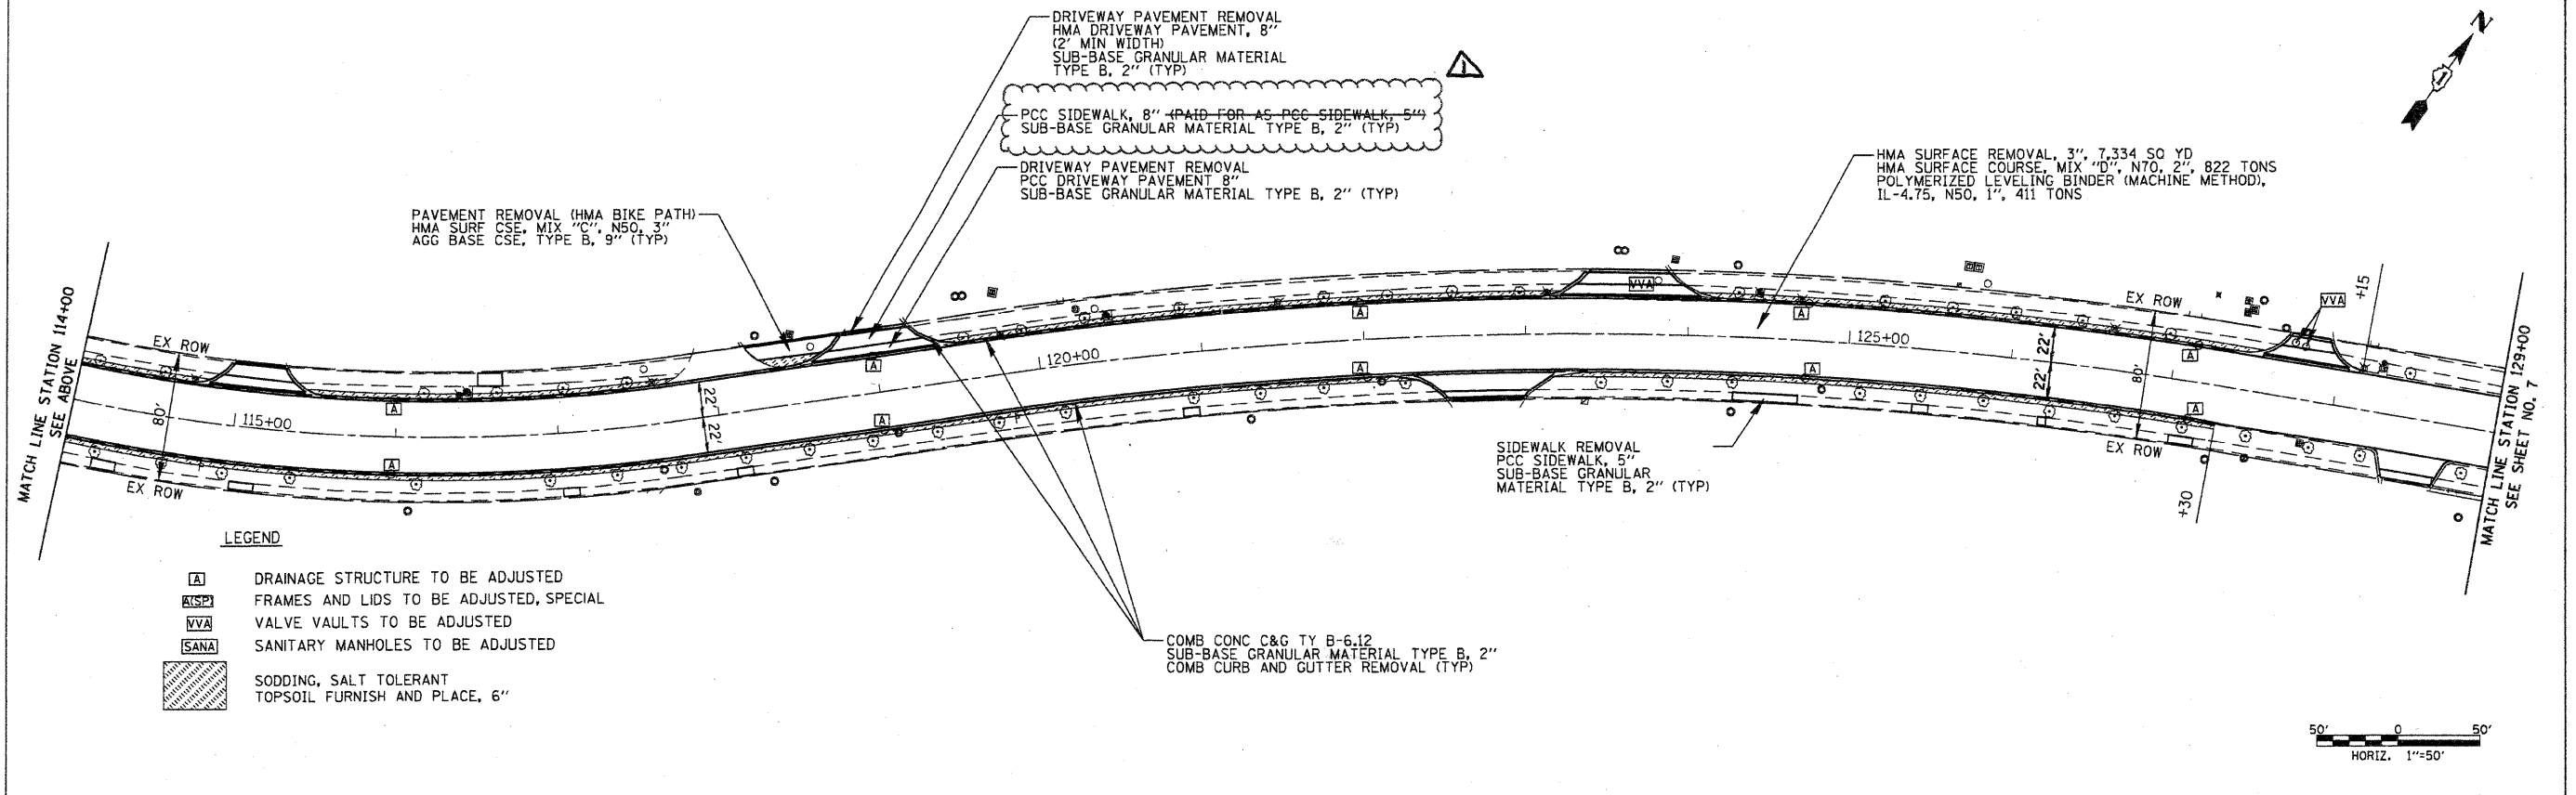 DRIVEWAY PAVEMENT REMOVAL
HMA DRIVEWAY PAVEMENT, 8"
(2' MIN WIDTH)
SUB-BASE GRANULAR MATERIAL
TYPE B, 2" (TYP)
1
N
PCC SIDEWALK, 8" (PAID FOR AS PCC SIDEWALK, 5")
SUB-BASE GRANULAR MATERIAL TYPE B, 2" (TYP)
DRIVEWAY PAVEMENT REMOVAL
PCC DRIVEWAY PAVEMENT 8"
SUB-BASE GRANULAR MATERIAL TYPE B, 2" (TYP)
HMA SURFACE REMOVAL, 3", 7,334 SQ YD
HMA SURFACE COURSE, MIX "D", N70, 2", 822 TONS
POLYMERIZED LEVELING BINDER (MACHINE METHOD),
IL-4.75, N50, 1", 411 TONS
PAVEMENT REMOVAL (HMA BIKE PATH)
HMA SURF CSE, MIX "C", N50, 3"
AGG BASE CSE, TYPE B, 9" (TYP)
MATCH LINE STATION 114+00
SEE ABOVE
EX ROW
80'
115+00
EX ROW
A
A
22'
22'
A
A
120+00
A
A
VVA
A
A
125+00
22'
22'
EX ROW
80'
EX ROW
A
A
VVA
+15
+30
MATCH LINE STATION 129+00
SEE SHEET NO. 7
SIDEWALK REMOVAL
PCC SIDEWALK, 5"
SUB-BASE GRANULAR
MATERIAL TYPE B, 2" (TYP)
COMB CONC C&G TY B-6.12
SUB-BASE GRANULAR MATERIAL TYPE B, 2"
COMB CURB AND GUTTER REMOVAL (TYP)
LEGEND
A DRAINAGE STRUCTURE TO BE ADJUSTED
A(SP) FRAMES AND LIDS TO BE ADJUSTED, SPECIAL
VVA VALVE VAULTS TO BE ADJUSTED
SANA SANITARY MANHOLES TO BE ADJUSTED
SODDING, SALT TOLERANT
TOPSOIL FURNISH AND PLACE, 6"
50' 0 50'
HORIZ. 1"=50'